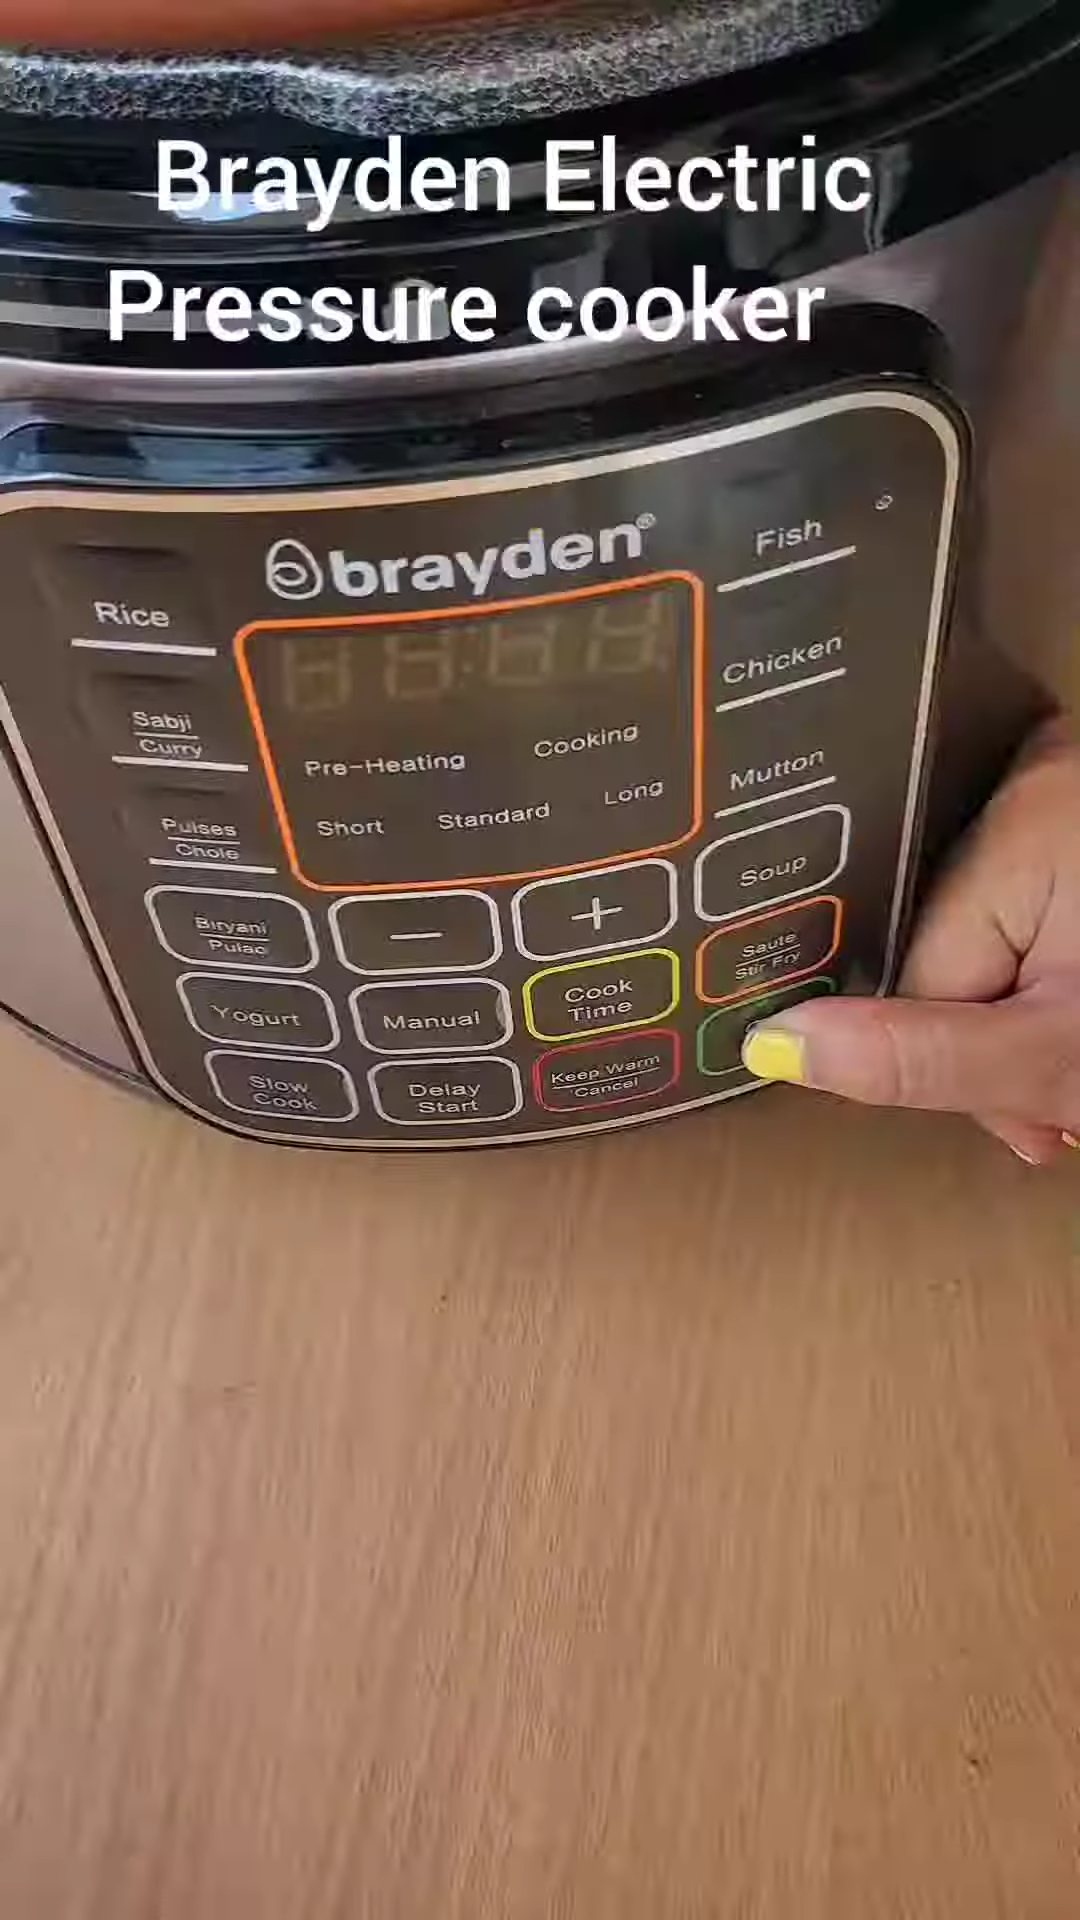 Brayden Electric
Pressure cooker
brayden®
Rice
Sabji
Curry
Pulses
Chole
Biryani
Pulao
Yogurt
Slow
Cook
Pre-Heating
Cooking
Short
Standard
Long
−
+
Manual
Cook
Time
Delay
Start
Keep Warm
Cancel
Fish
Chicken
Mutton
Soup
Saute
Stir Fry